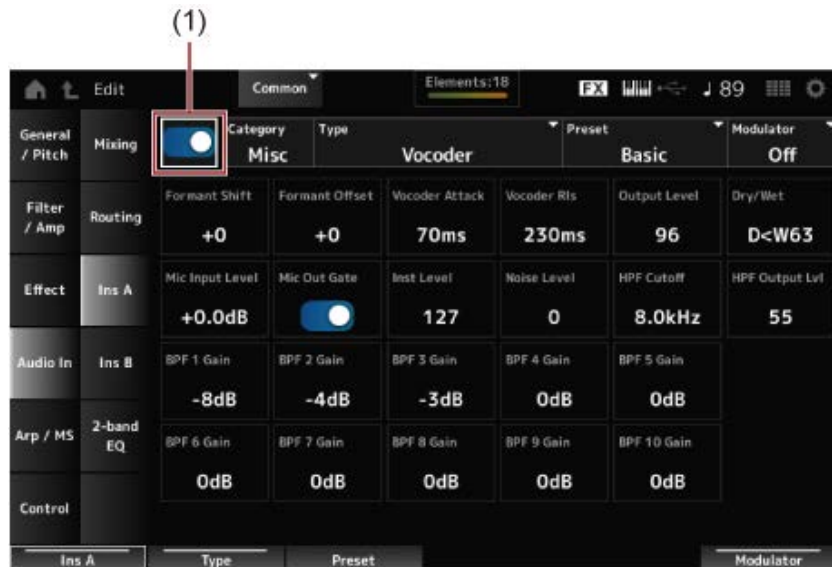 (1)
Edit
Common
Elements:18
FX
♩ 89
General / Pitch
Mixing
Category
Misc
Type
Vocoder
Preset
Basic
Modulator
Off
Filter / Amp
Routing
Formant Shift
+0
Formant Offset
+0
Vocoder Attack
70ms
Vocoder Rls
230ms
Output Level
96
Dry/Wet
D<W63
Effect
Ins A
Mic Input Level
+0.0dB
Mic Out Gate
Inst Level
127
Noise Level
0
HPF Cutoff
8.0kHz
HPF Output Lvl
55
Audio In
Ins B
BPF 1 Gain
-8dB
BPF 2 Gain
-4dB
BPF 3 Gain
-3dB
BPF 4 Gain
0dB
BPF 5 Gain
0dB
Arp / MS
2-band EQ
BPF 6 Gain
0dB
BPF 7 Gain
0dB
BPF 8 Gain
0dB
BPF 9 Gain
0dB
BPF 10 Gain
0dB
Control
Ins A
Type
Preset
Modulator